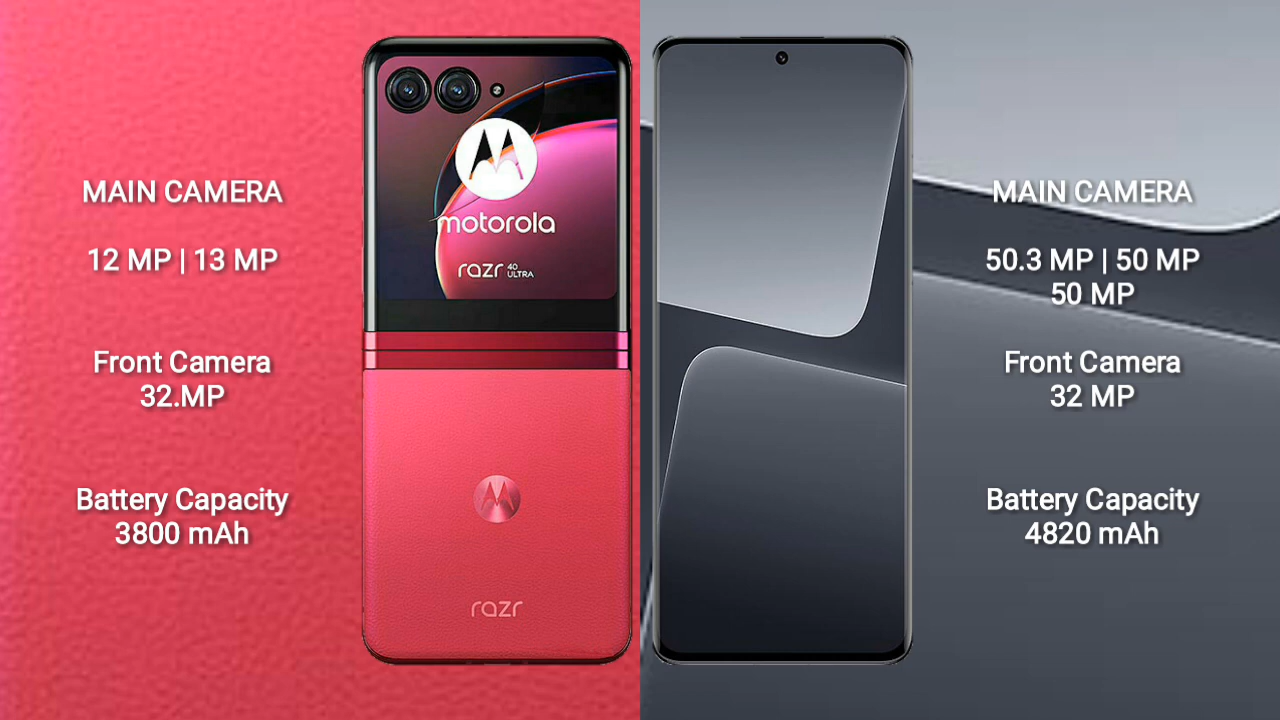 MAIN CAMERA
12 MP | 13 MP
Front Camera
32.MP
Battery Capacity
3800 mAh
motorola
razr 40 ULTRA
razr
MAIN CAMERA
50.3 MP | 50 MP
50 MP
Front Camera
32 MP
Battery Capacity
4820 mAh